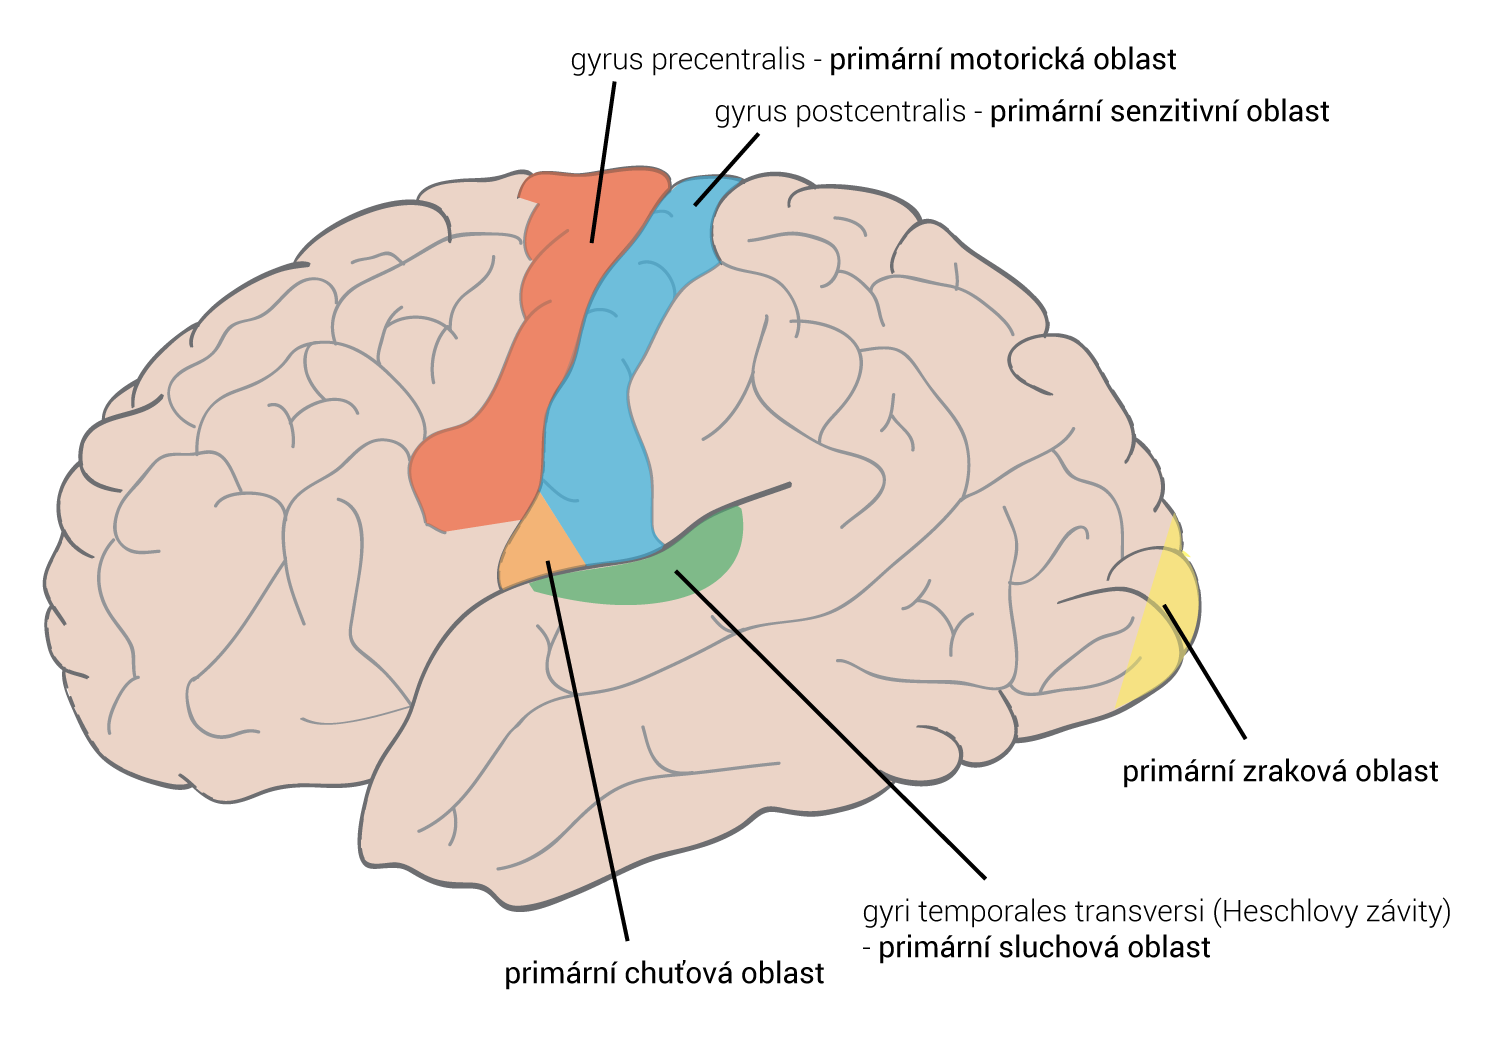 gyrus precentralis - primární motorická oblast
gyrus postcentralis - primární senzitivní oblast
primární zraková oblast
gyri temporales transversi (Heschlovy závity)
- primární sluchová oblast
primární chuťová oblast